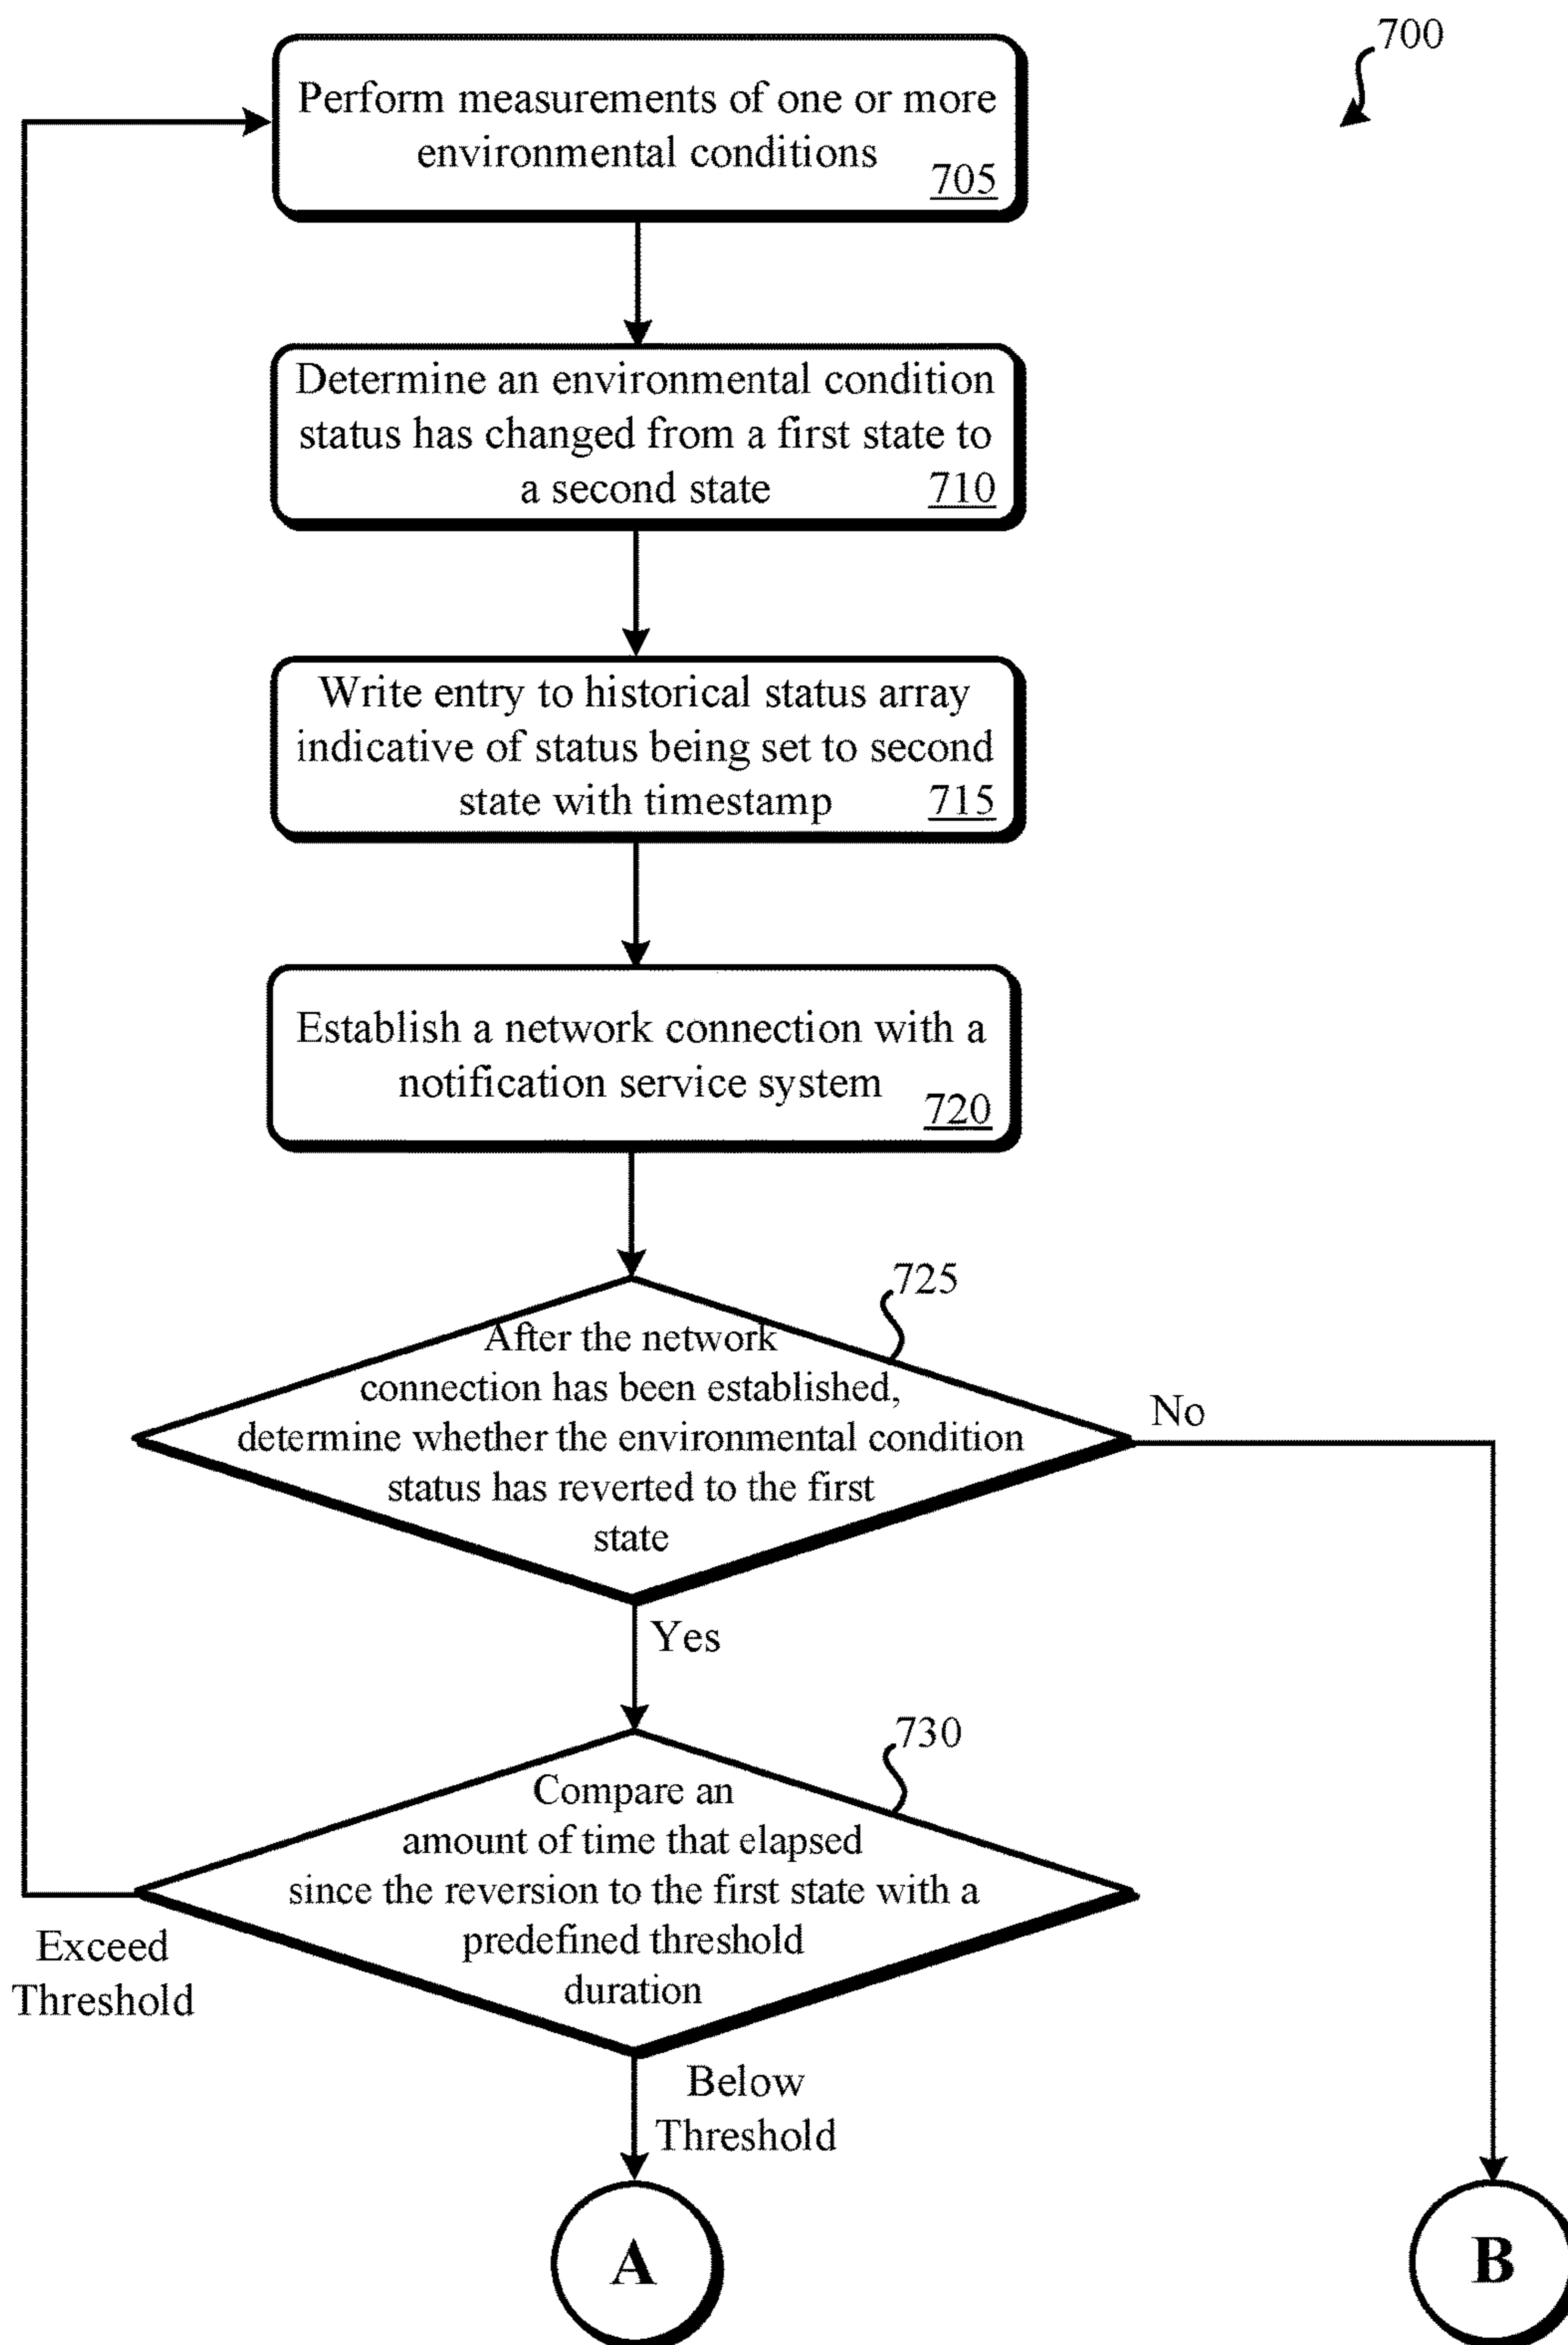 700
Perform measurements of one or more
environmental conditions
705
Determine an environmental condition
status has changed from a first state to
a second state
710
Write entry to historical status array
indicative of status being set to second
state with timestamp
715
Establish a network connection with a
notification service system
720
725
After the network
connection has been established,
determine whether the environmental condition
status has reverted to the first
state
No
Yes
730
Compare an
amount of time that elapsed
since the reversion to the first state with a
predefined threshold
duration
Exceed
Threshold
Below
Threshold
A
B